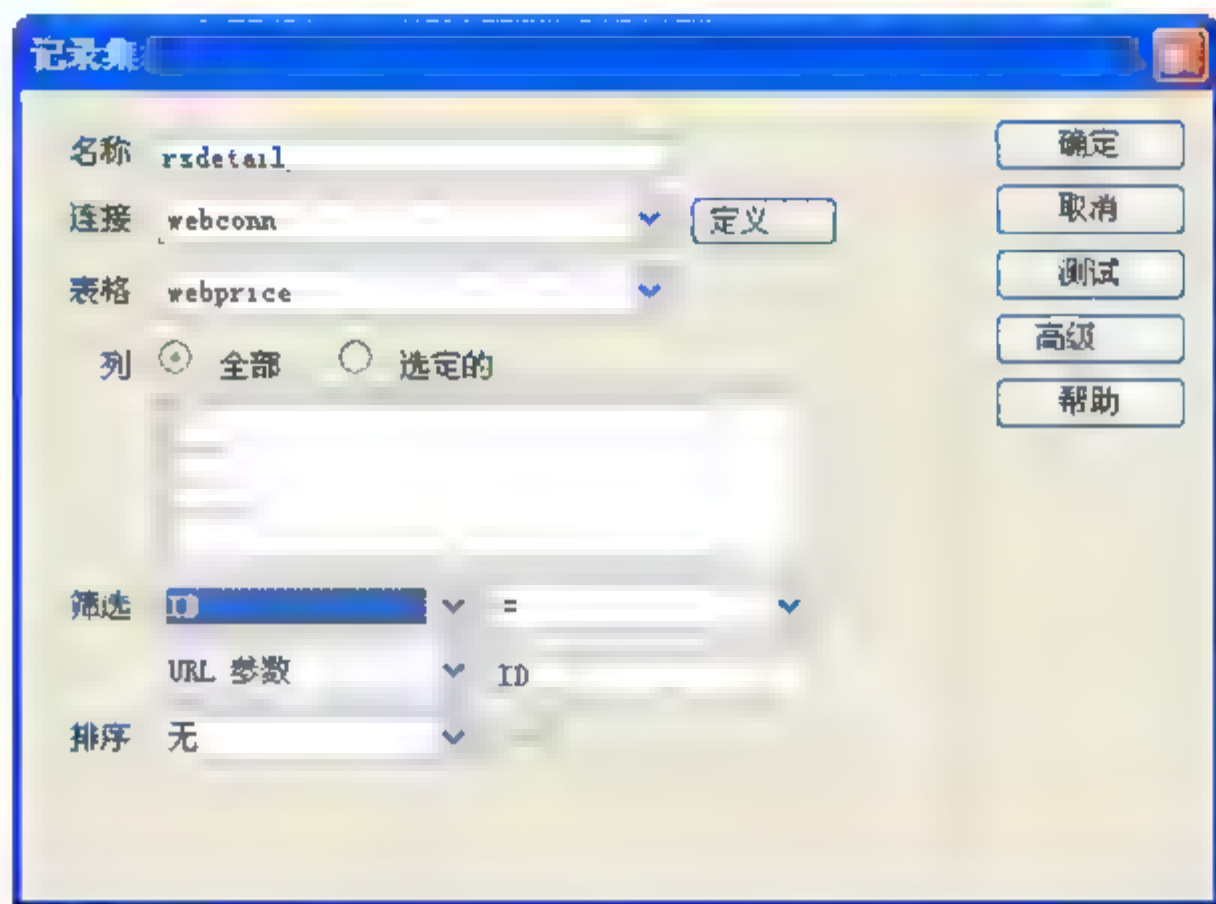 记录集
名称 rsdetail
确定
连接 webconn 定义
取消
表格 webprice
测试
列 全部 选定的
高级
帮助
筛选 ID =
URL 参数 ID
排序 无